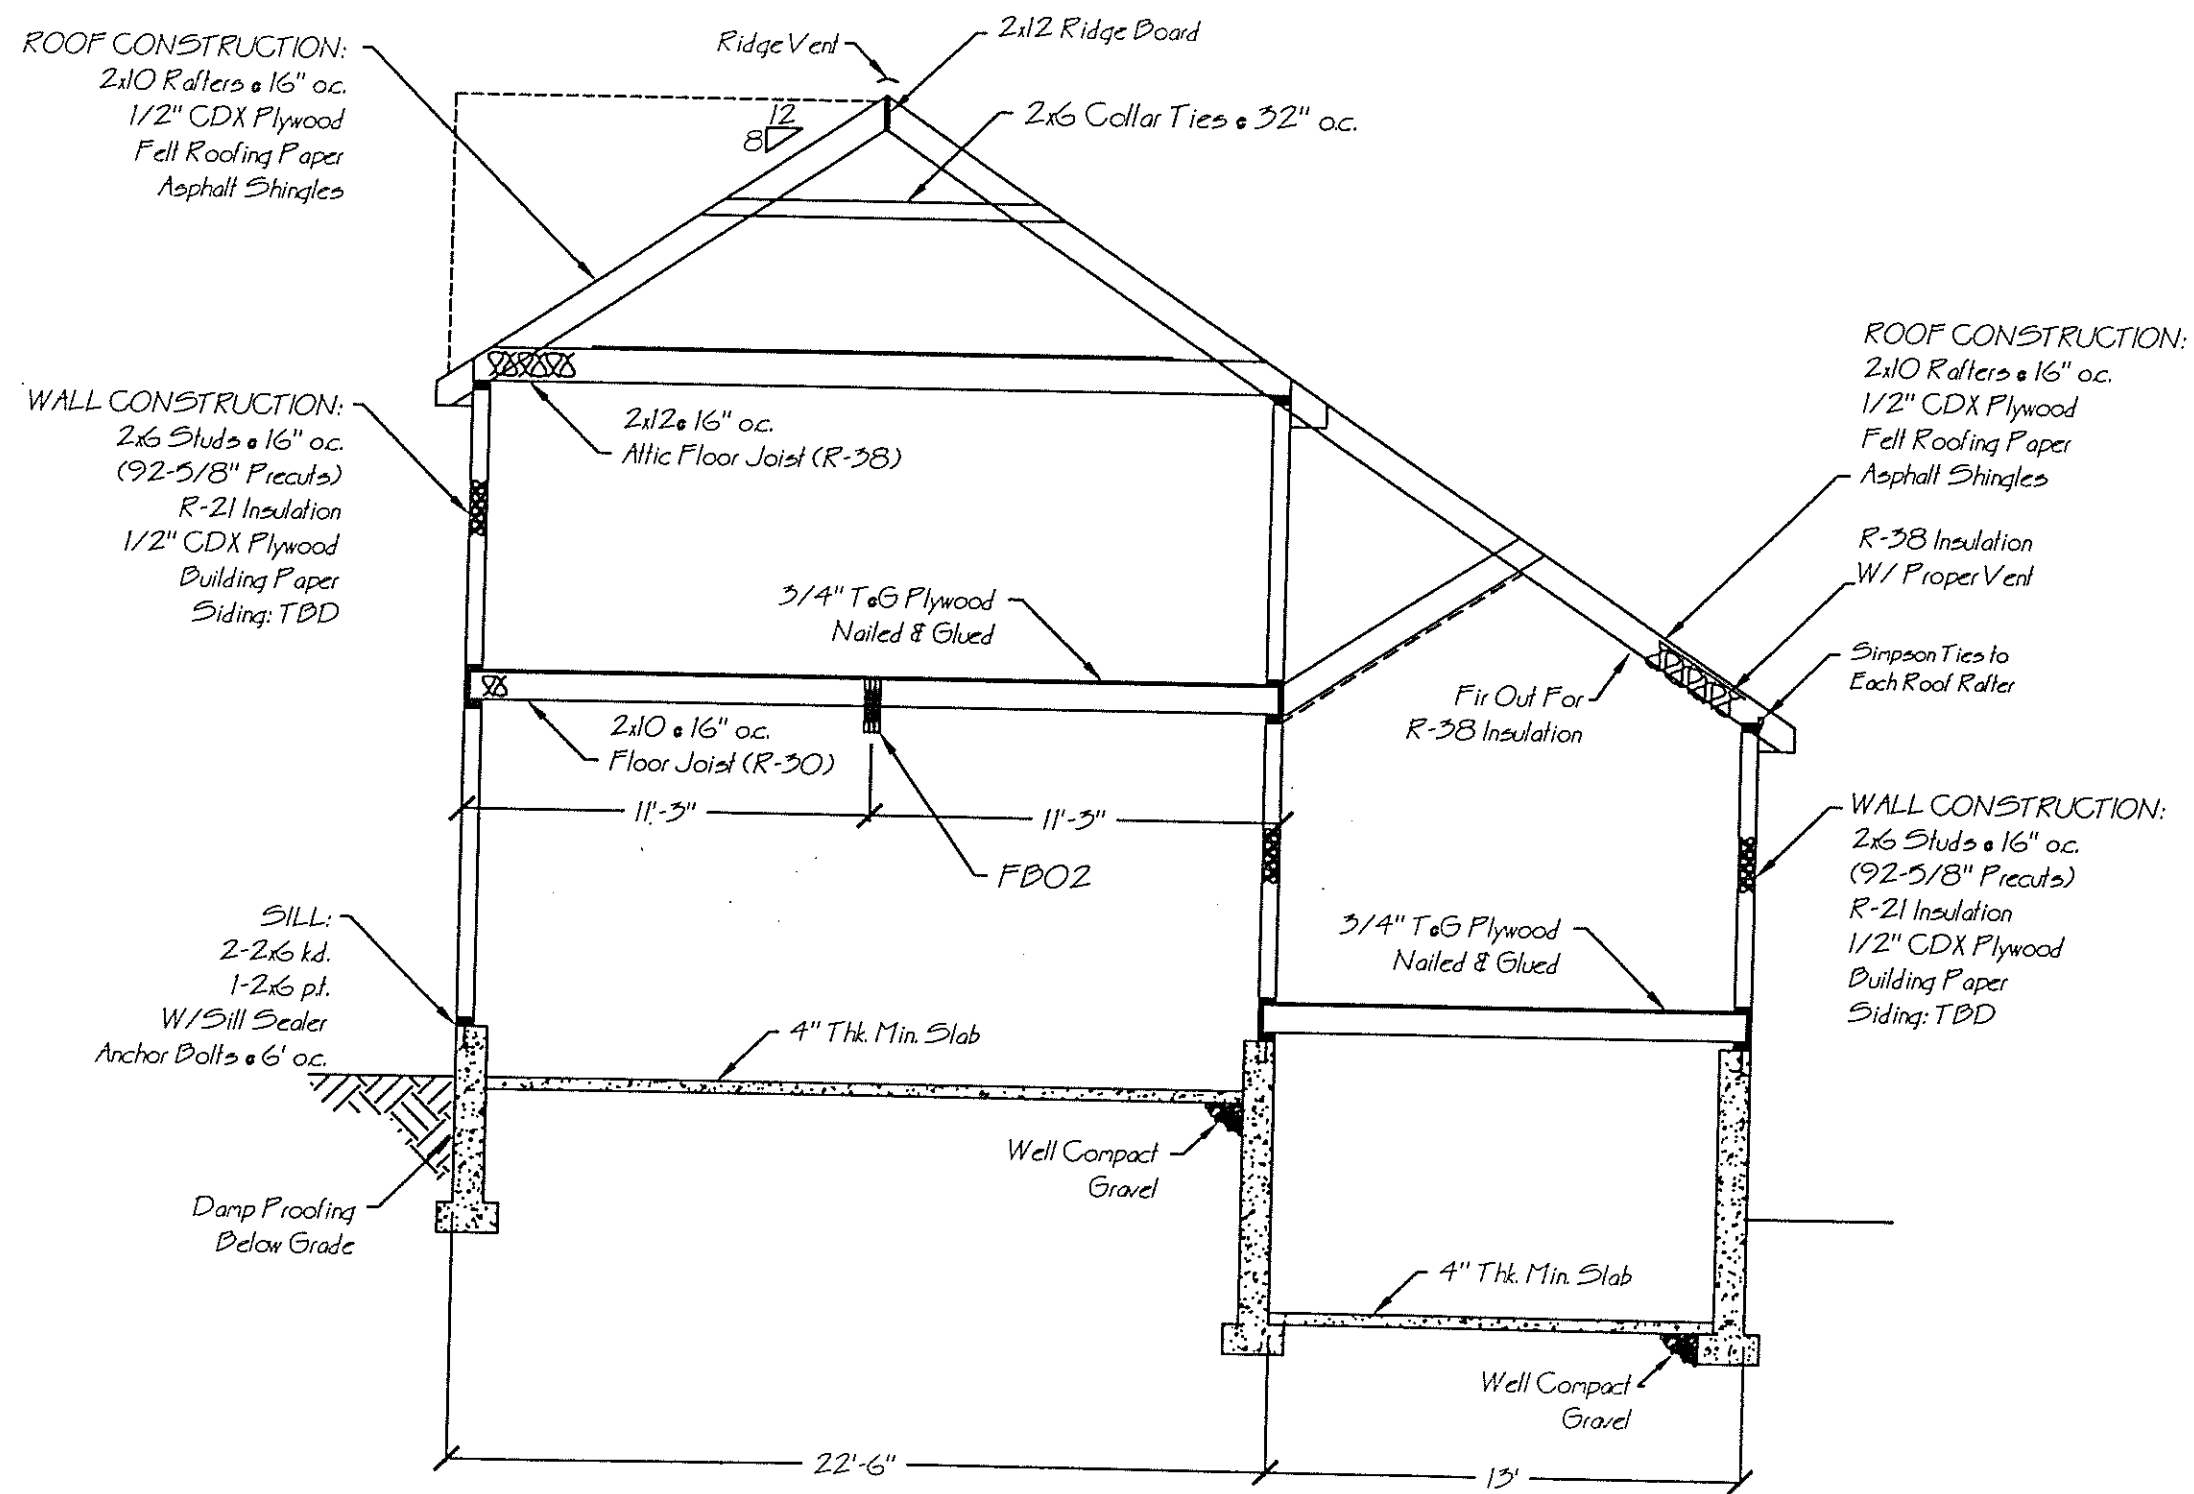 ROOF CONSTRUCTION:
2x10 Rafters @ 16" o.c.
1/2" CDX Plywood
Felt Roofing Paper
Asphalt Shingles
Ridge Vent
2x12 Ridge Board
12
8
2x6 Collar Ties @ 32" o.c.
WALL CONSTRUCTION:
2x6 Studs @ 16" o.c.
(92-5/8" Precuts)
R-21 Insulation
1/2" CDX Plywood
Building Paper
Siding: TBD
2x12@ 16" o.c.
Attic Floor Joist (R-38)
ROOF CONSTRUCTION:
2x10 Rafters @ 16" o.c.
1/2" CDX Plywood
Felt Roofing Paper
Asphalt Shingles
R-38 Insulation
W/ Proper Vent
Simpson Ties to
Each Roof Rafter
3/4" T&G Plywood
Nailed & Glued
Fir Out For
R-38 Insulation
2x10 @ 16" o.c.
Floor Joist (R-30)
11'-3"
11'-3"
FB02
WALL CONSTRUCTION:
2x6 Studs @ 16" o.c.
(92-5/8" Precuts)
R-21 Insulation
1/2" CDX Plywood
Building Paper
Siding: TBD
SILL:
2-2x6 k.d.
1-2x6 p.t.
W/Sill Sealer
Anchor Bolts @ 6' o.c.
3/4" T&G Plywood
Nailed & Glued
4" Thk. Min. Slab
Well Compact
Gravel
Damp Proofing
Below Grade
4" Thk. Min. Slab
Well Compact
Gravel
22'-6"
13'